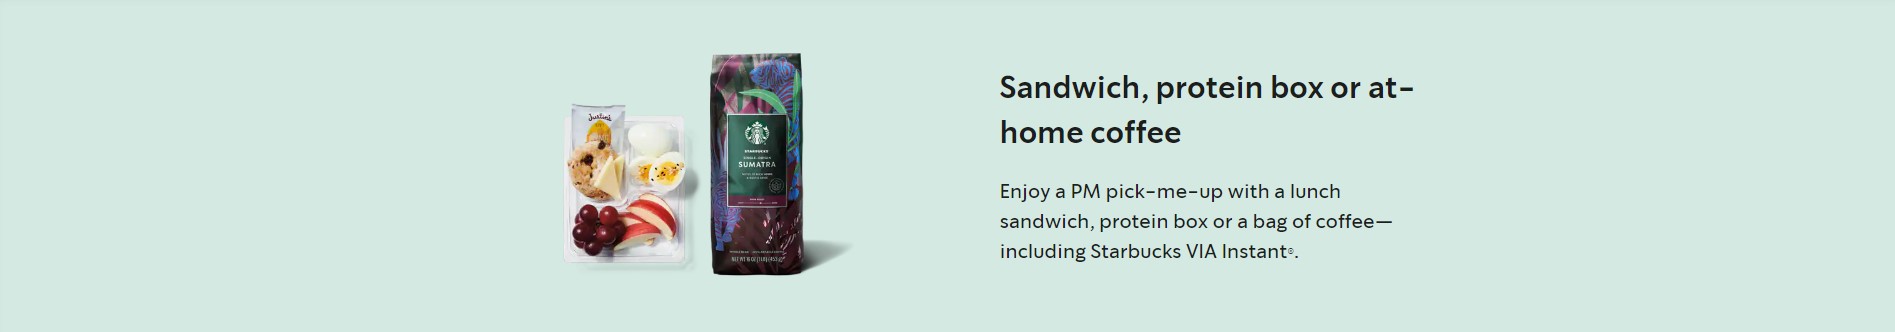 Sandwich, protein box or at-
home coffee
Enjoy a PM pick-me-up with a lunch
sandwich, protein box or a bag of coffee—
including Starbucks VIA Instant®.
Justin's
STARBUCKS
SUMATRA
NET WT 16 OZ (1 LB) (453 g)